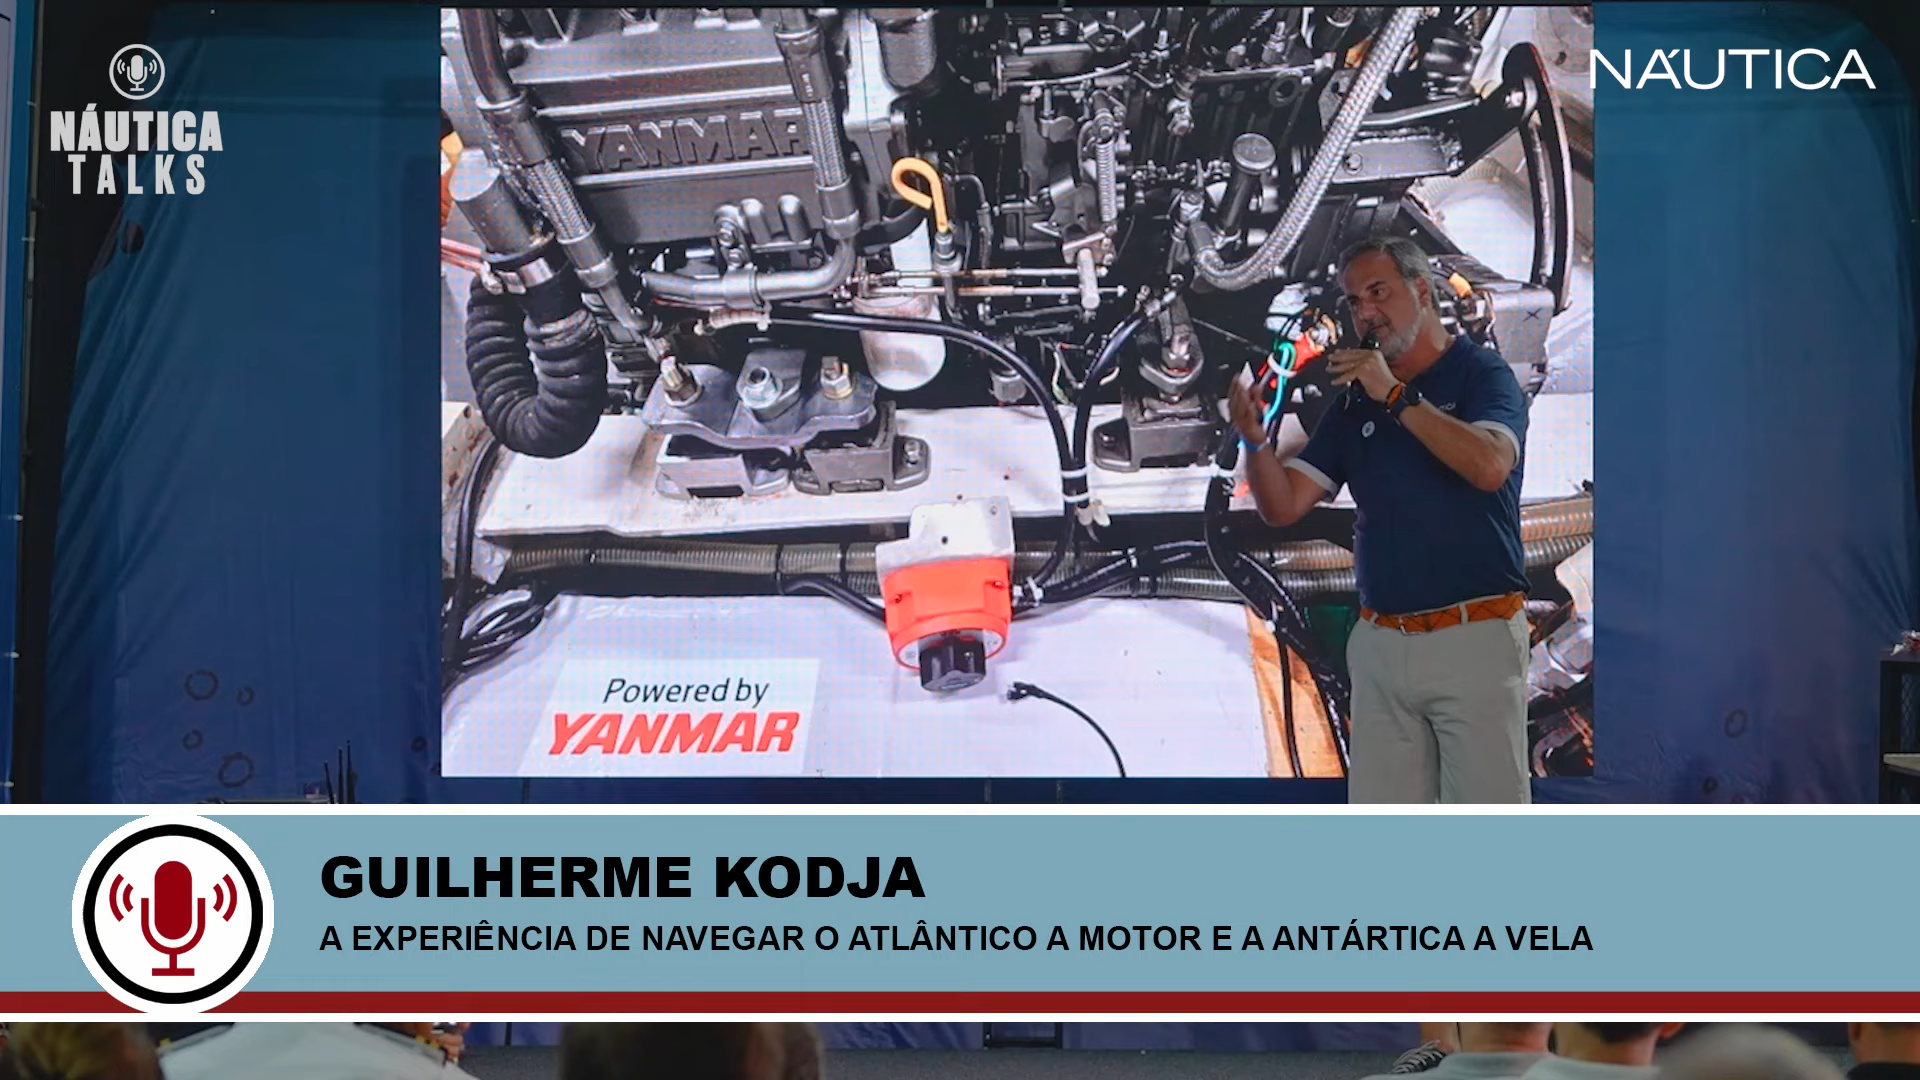 NÁUTICA
TALKS
NÁUTICA
YANMAR
Powered by
YANMAR
GUILHERME KODJA
A EXPERIÊNCIA DE NAVEGAR O ATLÂNTICO A MOTOR E A ANTÁRTICA A VELA